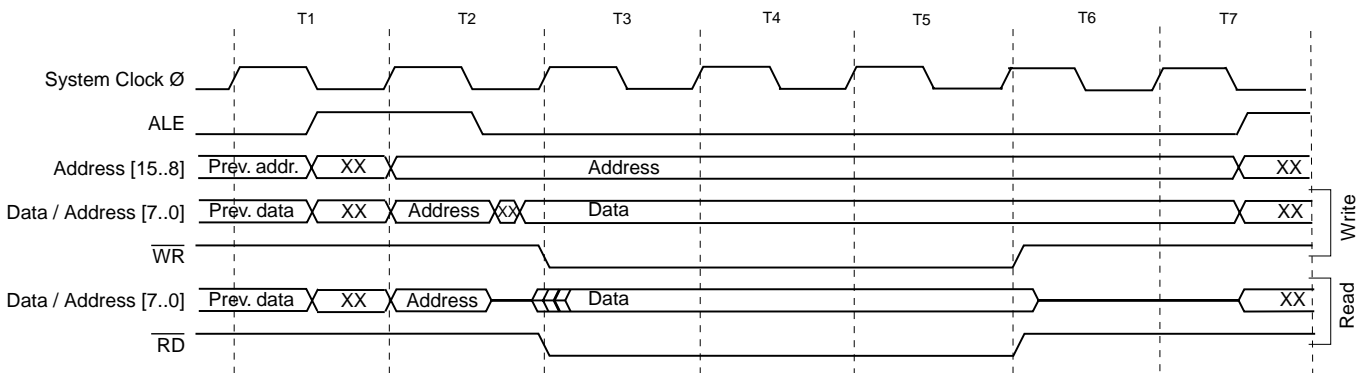 T1 T2 T3 T4 T5 T6 T7
System Clock Ø
ALE
Address [15..8] Prev. addr. XX Address XX
Data / Address [7..0] Prev. data XX Address XX Data XX
WR
Write
Data / Address [7..0] Prev. data XX Address Data XX
RD
Read